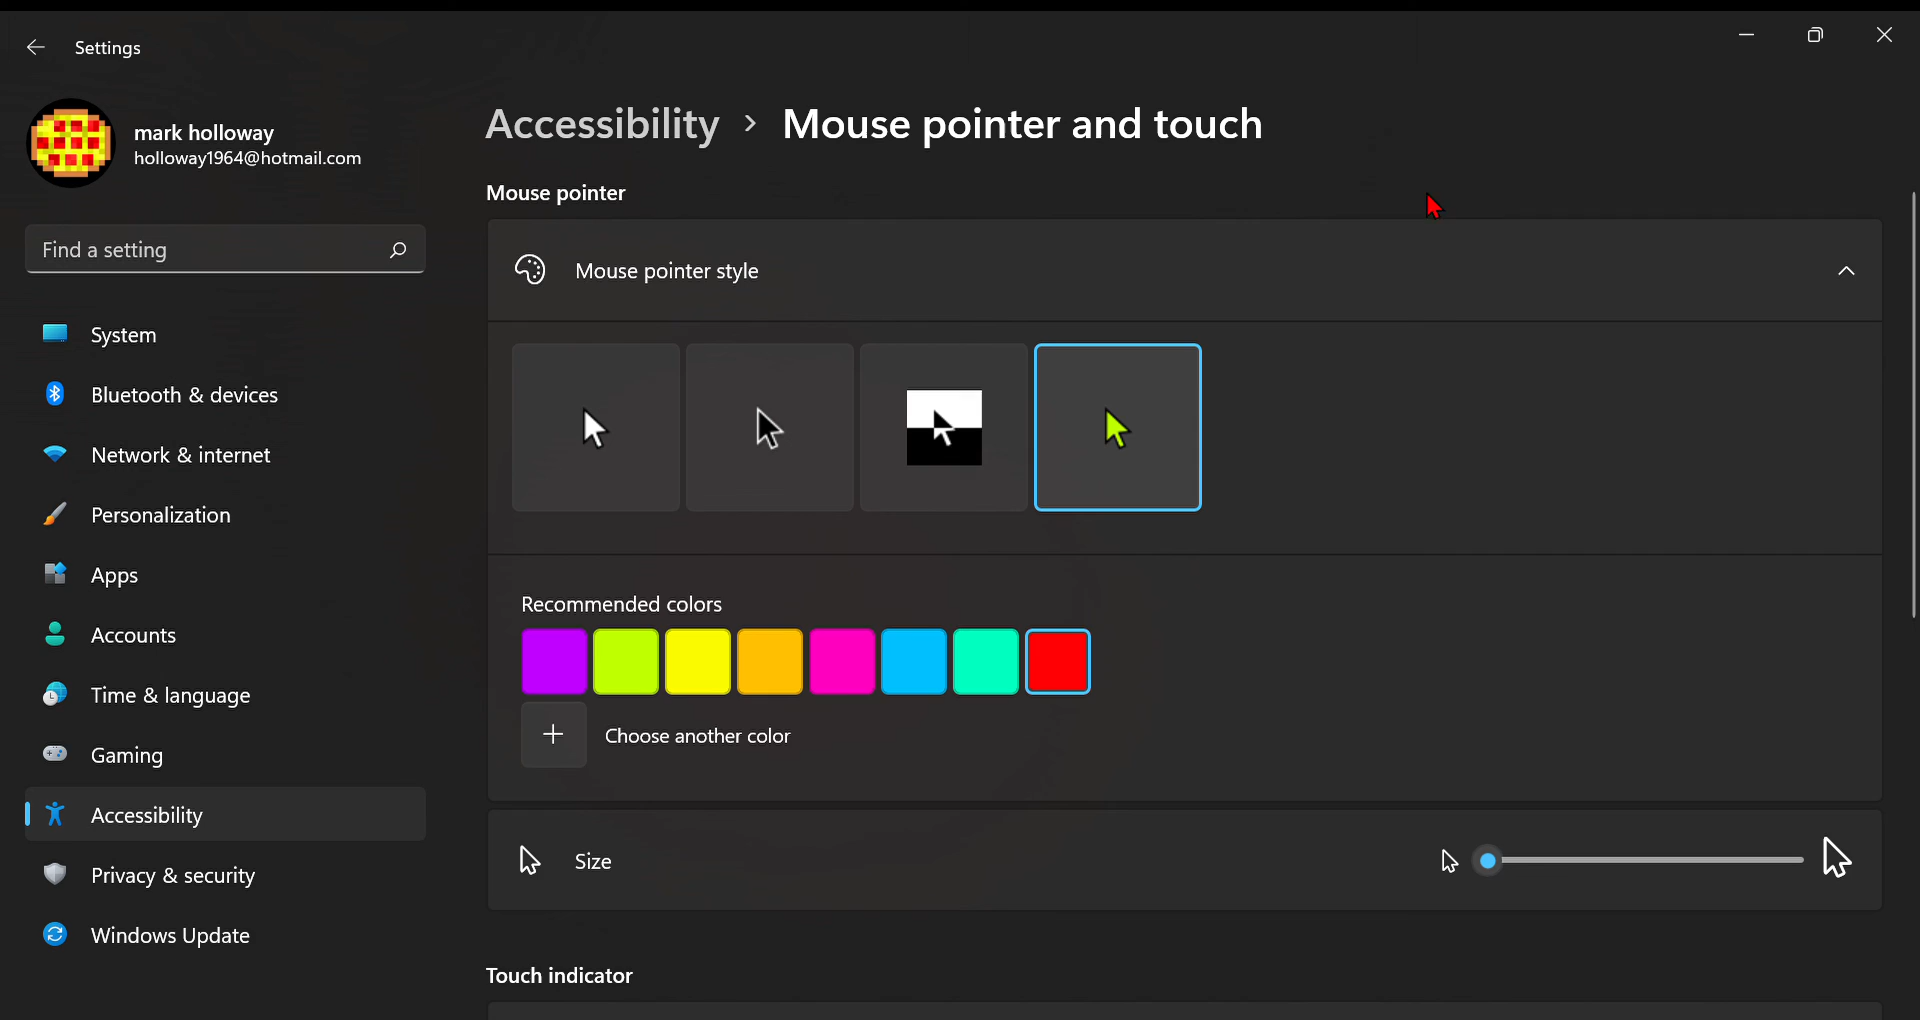 Settings
mark holloway
holloway1964@hotmail.com
Find a setting
System
Bluetooth & devices
Network & internet
Personalization
Apps
Accounts
Time & language
Gaming
Accessibility
Privacy & security
Windows Update
Accessibility > Mouse pointer and touch
Mouse pointer
Mouse pointer style
Recommended colors
Choose another color
Size
Touch indicator